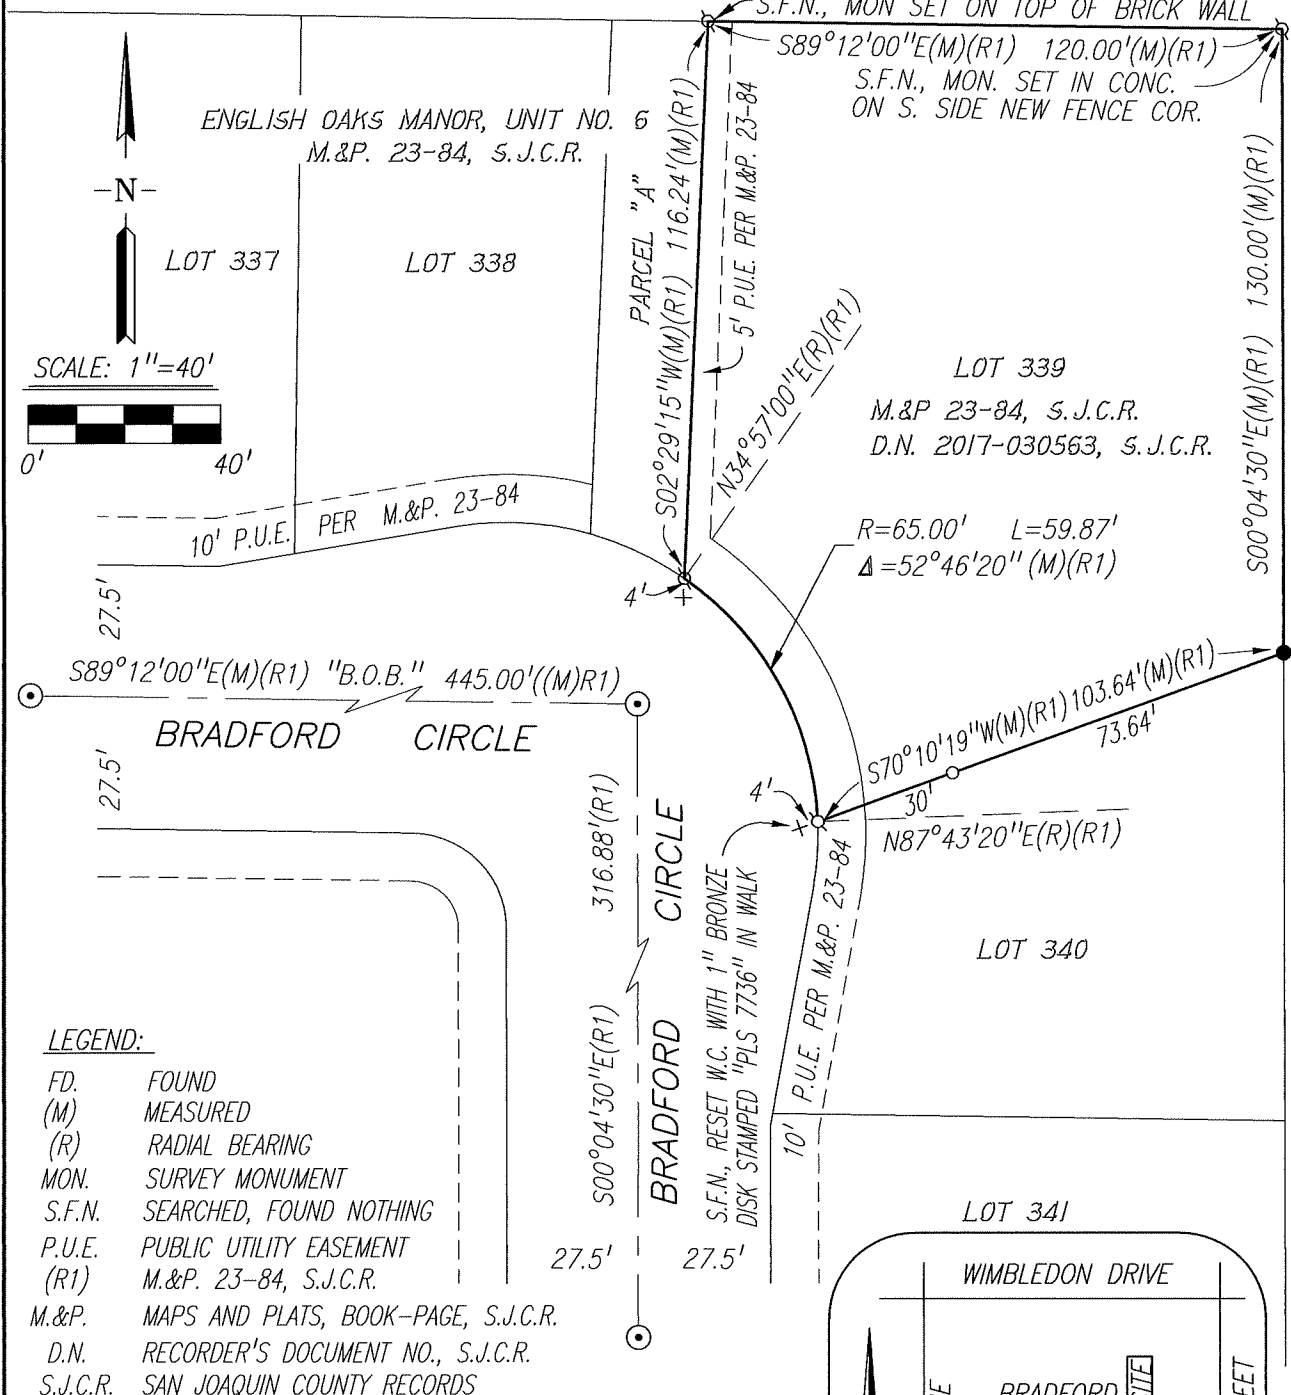 S.F.N., MON SET ON TOP OF BRICK WALL
S89°12'00"E(M)(R1) 120.00'(M)(R1)
S.F.N., MON. SET IN CONC.
ON S. SIDE NEW FENCE COR.
ENGLISH OAKS MANOR, UNIT NO. 6
M.&P. 23-84, S.J.C.R.
-N-
LOT 337
LOT 338
PARCEL "A"
S02°29'15"W(M)(R1) 116.24'(M)(R1)
5' P.U.E. PER M.&P. 23-84
N34°57'00"E(R)(R1)
S00°04'30"E(M)(R1) 130.00'(M)(R1)
SCALE: 1"=40'
0' 40'
LOT 339
M.&P 23-84, S.J.C.R.
D.N. 2017-030563, S.J.C.R.
10' P.U.E. PER M.&P. 23-84
R=65.00' L=59.87'
Δ=52°46'20" (M)(R1)
4'
27.5'
S89°12'00"E(M)(R1) "B.O.B." 445.00'((M)R1)
BRADFORD CIRCLE
27.5'
S70°10'19"W(M)(R1) 103.64'(M)(R1)
73.64'
30'
4'
N87°43'20"E(R)(R1)
S00°04'30"E(R1) 316.88'(R1)
BRADFORD CIRCLE
S.F.N., RESET W.C. WITH 1" BRONZE
DISK STAMPED "PLS 7736" IN WALK
10' P.U.E. PER M.&P. 23-84
LOT 340
27.5' 27.5'
LOT 341
LEGEND:
FD. FOUND
(M) MEASURED
(R) RADIAL BEARING
MON. SURVEY MONUMENT
S.F.N. SEARCHED, FOUND NOTHING
P.U.E. PUBLIC UTILITY EASEMENT
(R1) M.&P. 23-84, S.J.C.R.
M.&P. MAPS AND PLATS, BOOK-PAGE, S.J.C.R.
D.N. RECORDER'S DOCUMENT NO., S.J.C.R.
S.J.C.R. SAN JOAQUIN COUNTY RECORDS
WIMBLEDON DRIVE
BRADFORD